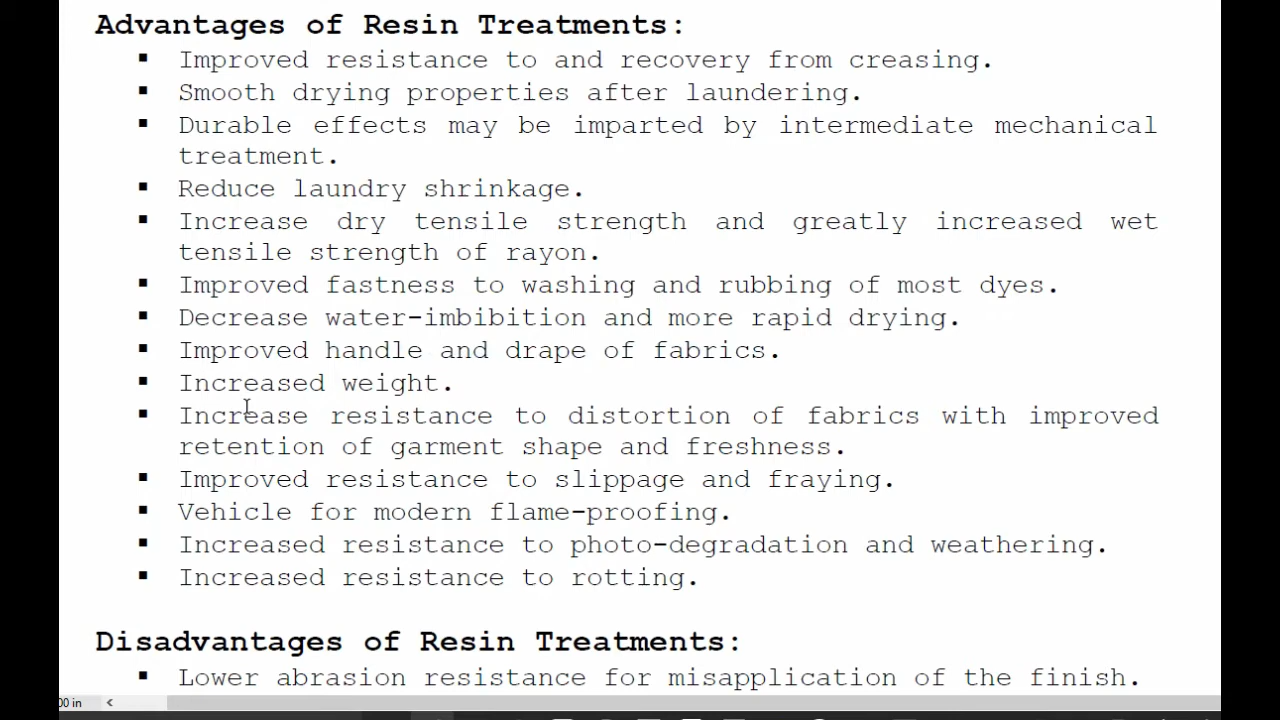 Advantages of Resin Treatments:
▪ Improved resistance to and recovery from creasing.
▪ Smooth drying properties after laundering.
▪ Durable effects may be imparted by intermediate mechanical
treatment.
▪ Reduce laundry shrinkage.
▪ Increase dry tensile strength and greatly increased wet
tensile strength of rayon.
▪ Improved fastness to washing and rubbing of most dyes.
▪ Decrease water-imbibition and more rapid drying.
▪ Improved handle and drape of fabrics.
▪ Increased weight.
▪ Increase resistance to distortion of fabrics with improved
retention of garment shape and freshness.
▪ Improved resistance to slippage and fraying.
▪ Vehicle for modern flame-proofing.
▪ Increased resistance to photo-degradation and weathering.
▪ Increased resistance to rotting.
Disadvantages of Resin Treatments:
▪ Lower abrasion resistance for misapplication of the finish.
00 in <